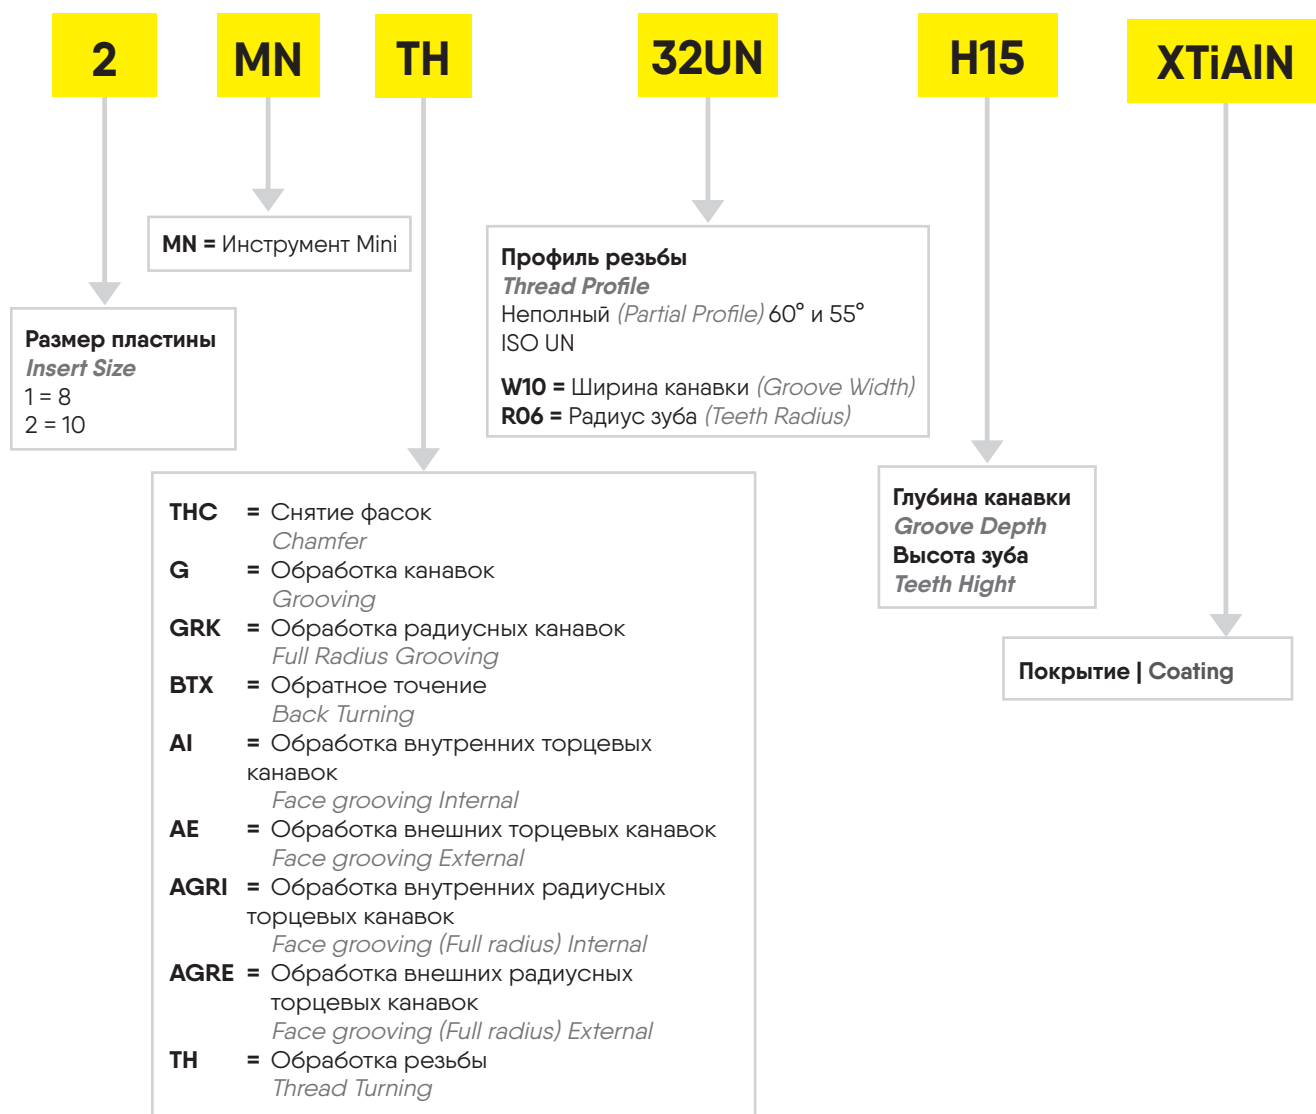 2 MN TH 32UN H15 XTiAlN
MN = Инструмент Mini
Размер пластины
Insert Size
1 = 8
2 = 10
Профиль резьбы
Thread Profile
Неполный (Partial Profile) 60° и 55°
ISO UN
W10 = Ширина канавки (Groove Width)
R06 = Радиус зуба (Teeth Radius)
THC = Снятие фасок
Chamfer
G = Обработка канавок
Grooving
GRK = Обработка радиусных канавок
Full Radius Grooving
BTX = Обратное точение
Back Turning
AI = Обработка внутренних торцевых
канавок
Face grooving Internal
AE = Обработка внешних торцевых канавок
Face grooving External
AGRI = Обработка внутренних радиусных
торцевых канавок
Face grooving (Full radius) Internal
AGRE = Обработка внешних радиусных
торцевых канавок
Face grooving (Full radius) External
TH = Обработка резьбы
Thread Turning
Глубина канавки
Groove Depth
Высота зуба
Teeth Hight
Покрытие | Coating